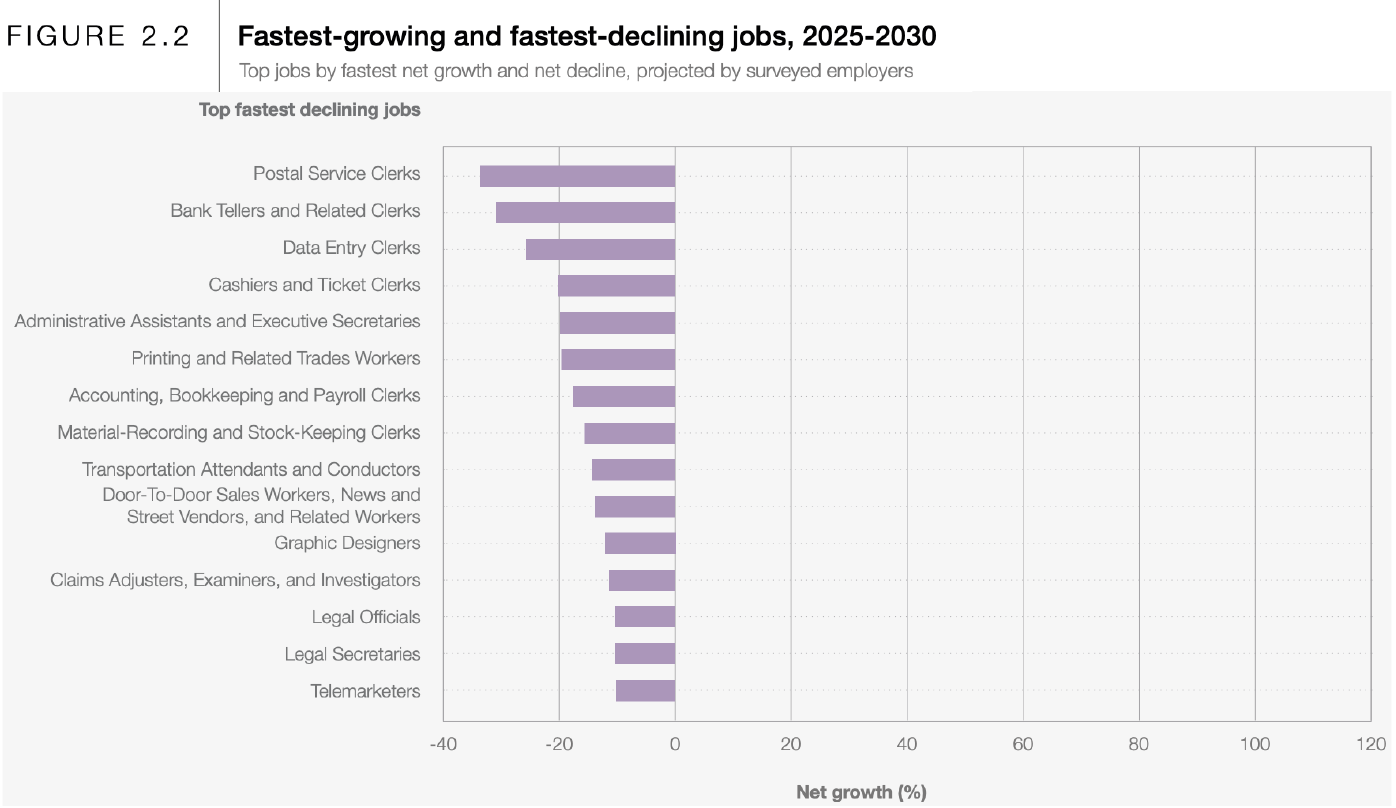 FIGURE 2.2
Fastest-growing and fastest-declining jobs, 2025-2030
Top jobs by fastest net growth and net decline, projected by surveyed employers
Top fastest declining jobs
Postal Service Clerks
Bank Tellers and Related Clerks
Data Entry Clerks
Cashiers and Ticket Clerks
Administrative Assistants and Executive Secretaries
Printing and Related Trades Workers
Accounting, Bookkeeping and Payroll Clerks
Material-Recording and Stock-Keeping Clerks
Transportation Attendants and Conductors
Door-To-Door Sales Workers, News and
Street Vendors, and Related Workers
Graphic Designers
Claims Adjusters, Examiners, and Investigators
Legal Officials
Legal Secretaries
Telemarketers
-40 -20 0 20 40 60 80 100 120
Net growth (%)